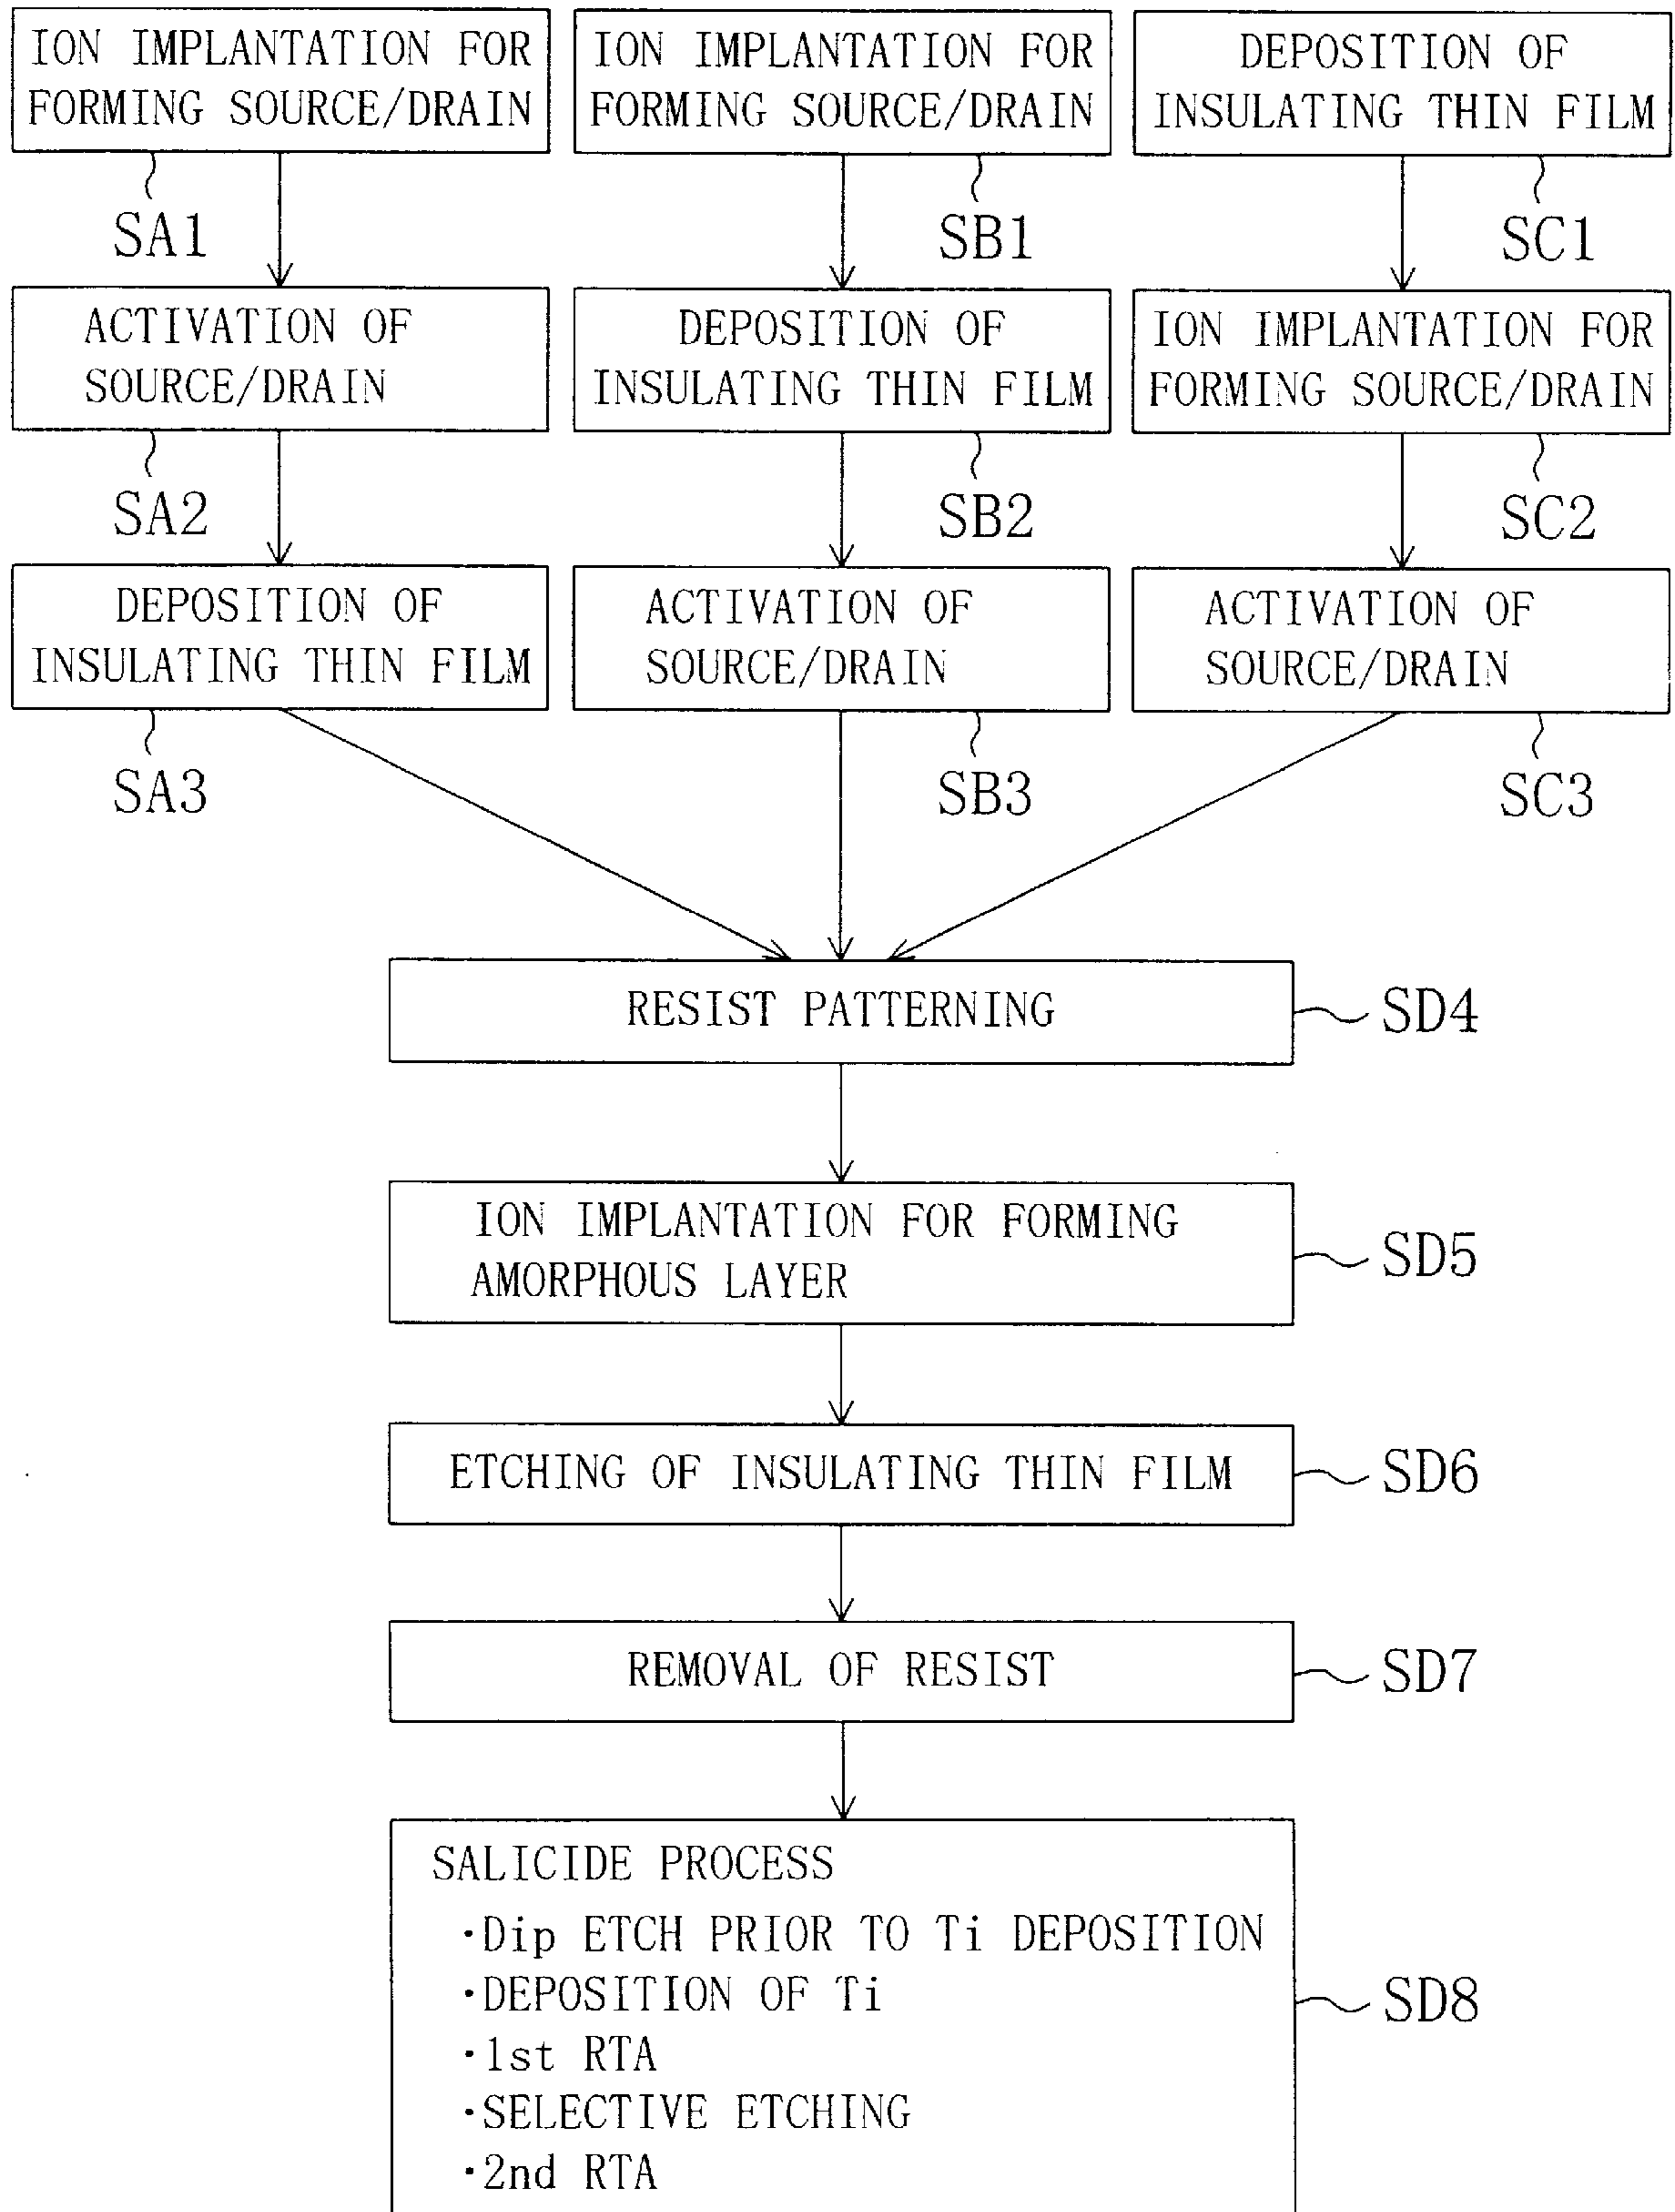 ION IMPLANTATION FOR
FORMING SOURCE/DRAIN
SA1
ION IMPLANTATION FOR
FORMING SOURCE/DRAIN
SB1
DEPOSITION OF
INSULATING THIN FILM
SC1
ACTIVATION OF
SOURCE/DRAIN
SA2
DEPOSITION OF
INSULATING THIN FILM
SB2
ION IMPLANTATION FOR
FORMING SOURCE/DRAIN
SC2
DEPOSITION OF
INSULATING THIN FILM
SA3
ACTIVATION OF
SOURCE/DRAIN
SB3
ACTIVATION OF
SOURCE/DRAIN
SC3
RESIST PATTERNING
SD4
ION IMPLANTATION FOR FORMING
AMORPHOUS LAYER
SD5
ETCHING OF INSULATING THIN FILM
SD6
REMOVAL OF RESIST
SD7
SALICIDE PROCESS
·Dip ETCH PRIOR TO Ti DEPOSITION
·DEPOSITION OF Ti
·1st RTA
·SELECTIVE ETCHING
·2nd RTA
SD8